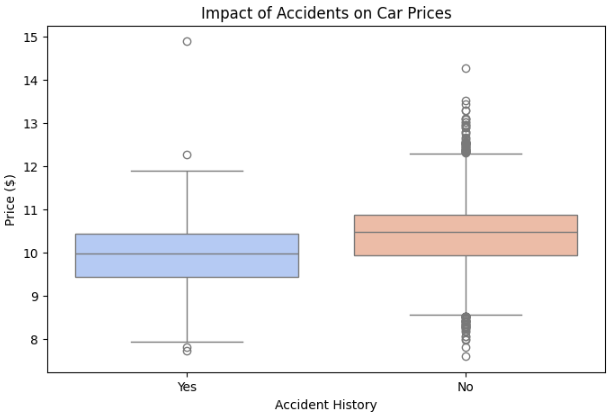 Impact of Accidents on Car Prices
15
14
13
12
11
10
9
8
Price ($)
Yes
No
Accident History